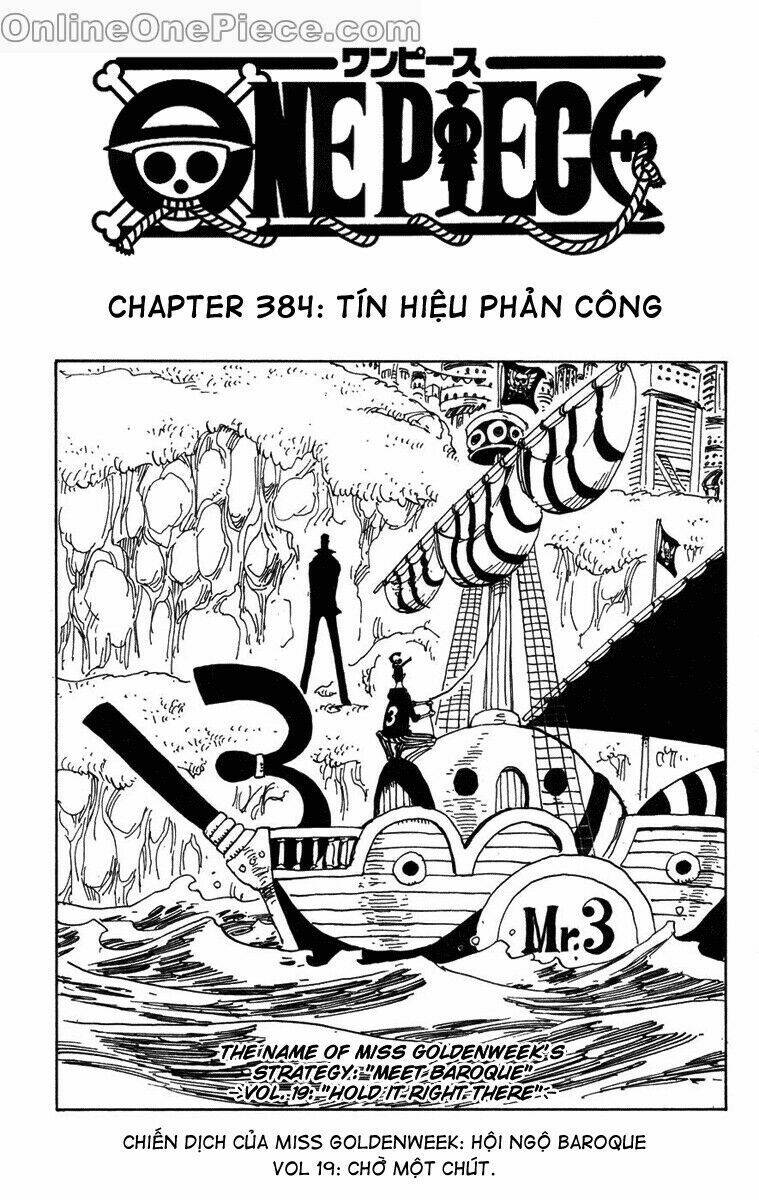 OnlineOnePiece.com
ワンピース
ONE PIECE
CHAPTER 384: TÍN HIỆU PHẢN CÔNG
3
3
Mr.3
THE NAME OF MISS GOLDENWEEK'S
STRATEGY: "MEET BAROQUE"
VOL. 19: "HOLD IT RIGHT THERE"
CHIẾN DỊCH CỦA MISS GOLDENWEEK: HỘI NGỘ BAROQUE
VOL 19: CHỜ MỘT CHÚT.